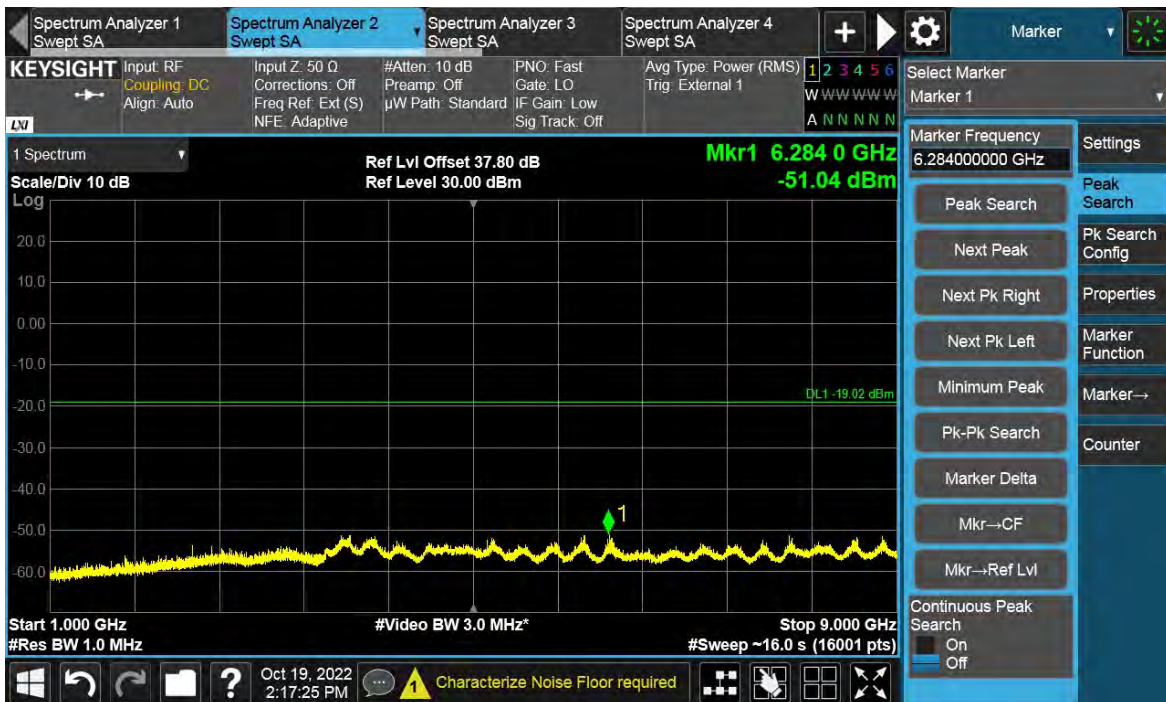 Spectrum Analyzer 1
Swept SA
Spectrum Analyzer 2
Swept SA
Spectrum Analyzer 3
Swept SA
Spectrum Analyzer 4
Swept SA
+
Marker
KEYSIGHT
LXI
Input: RF
Coupling: DC
Align: Auto
Input Z: 50 Ω
Corrections: Off
Freq Ref: Ext (S)
NFE: Adaptive
#Atten: 10 dB
Preamp: Off
µW Path: Standard
PNO: Fast
Gate: LO
IF Gain: Low
Sig Track: Off
Avg Type: Power (RMS)
Trig: External 1
1 2 3 4 5 6
W W W W W W
A N N N N N
Select Marker
Marker 1
1 Spectrum
Scale/Div 10 dB
Log
Ref Lvl Offset 37.80 dB
Ref Level 30.00 dBm
Mkr1 6.284 0 GHz
-51.04 dBm
20.0
10.0
0.00
-10.0
-20.0
-30.0
-40.0
-50.0
-60.0
DL1 -19.02 dBm
1
Start 1.000 GHz
#Res BW 1.0 MHz
#Video BW 3.0 MHz*
Stop 9.000 GHz
#Sweep ~16.0 s (16001 pts)
Marker Frequency
6.284000000 GHz
Peak Search
Next Peak
Next Pk Right
Next Pk Left
Minimum Peak
Pk-Pk Search
Marker Delta
Mkr→CF
Mkr→Ref Lvl
Continuous Peak
Search
On
Off
Settings
Peak
Search
Pk Search
Config
Properties
Marker
Function
Marker→
Counter
?
Oct 19, 2022
2:17:25 PM
1
Characterize Noise Floor required